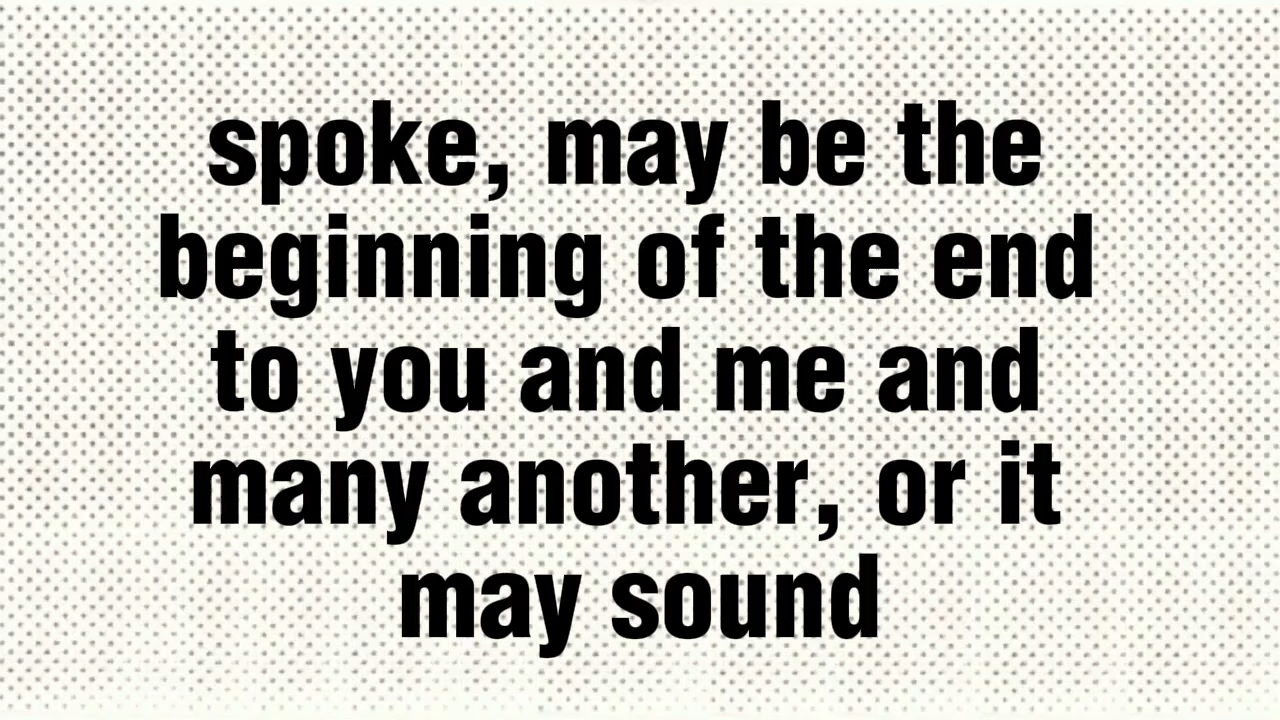 spoke, may be the
beginning of the end
to you and me and
many another, or it
may sound